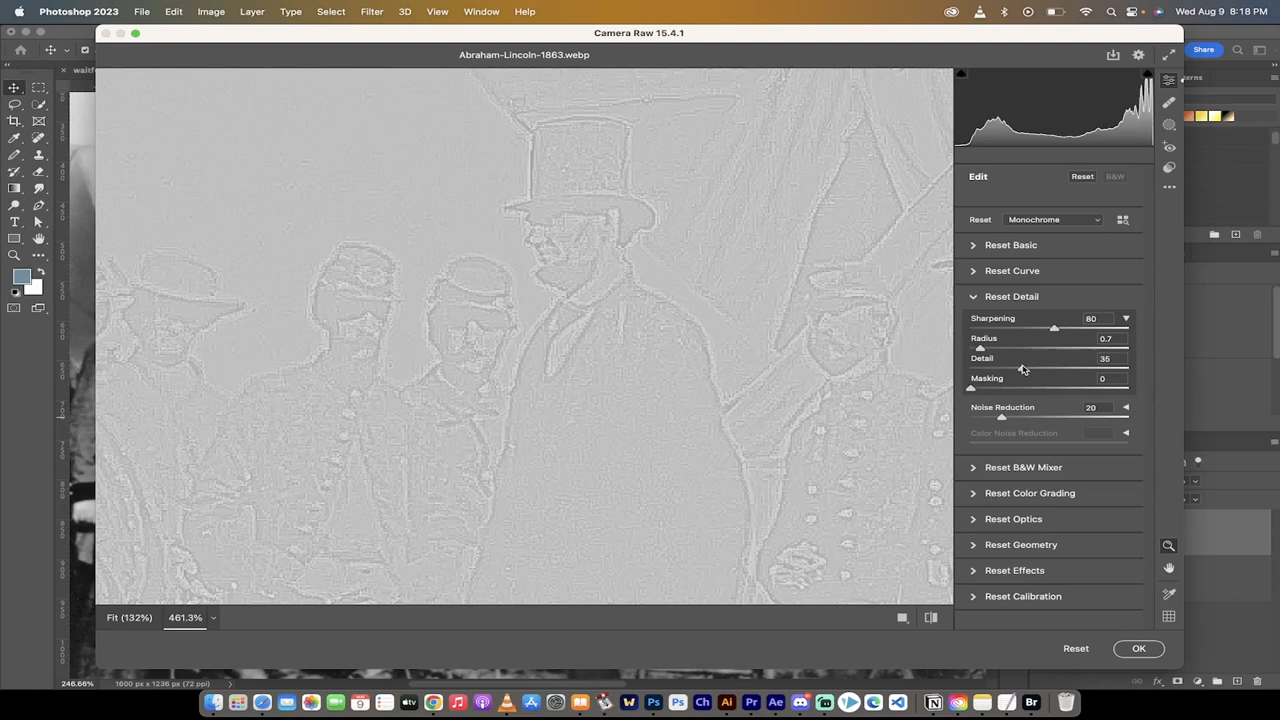 Photoshop 2023 File Edit Image Layer Type Select Filter 3D View Window Help Wed Aug 9 8:18 PM
Camera Raw 15.4.1
Share
Abraham-Lincoln-1863.webp
waitfo
erns
Edit Reset B&W
Reset Monochrome
Reset Basic
Reset Curve
Reset Detail
Sharpening 80
Radius 0.7
Detail 35
Masking 0
Noise Reduction 20
Color Noise Reduction
Reset B&W Mixer
Reset Color Grading
Reset Optics
Reset Geometry
Reset Effects
Reset Calibration
Fit (132%) 461.3%
Reset OK
246.66% 1600 px x 1236 px (72 ppi)